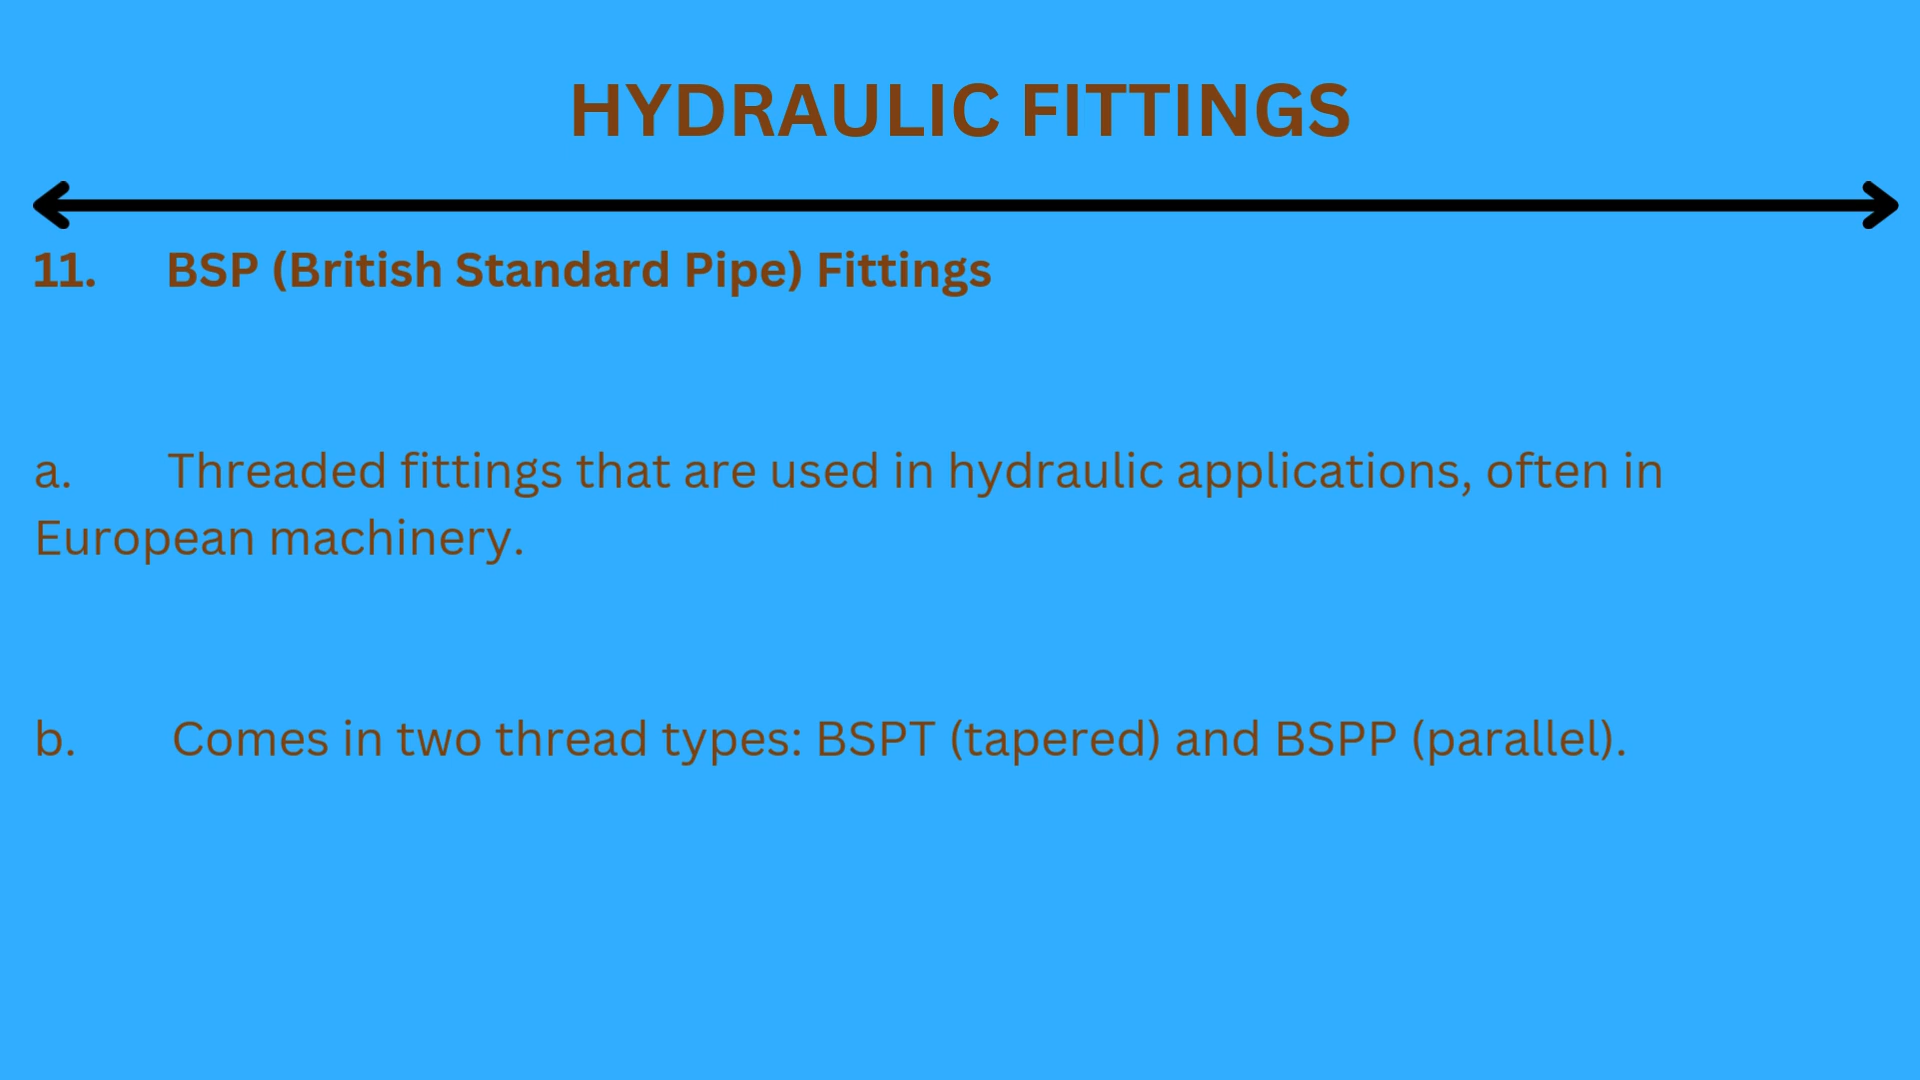 HYDRAULIC FITTINGS
11. BSP (British Standard Pipe) Fittings
a. Threaded fittings that are used in hydraulic applications, often in
European machinery.
b. Comes in two thread types: BSPT (tapered) and BSPP (parallel).